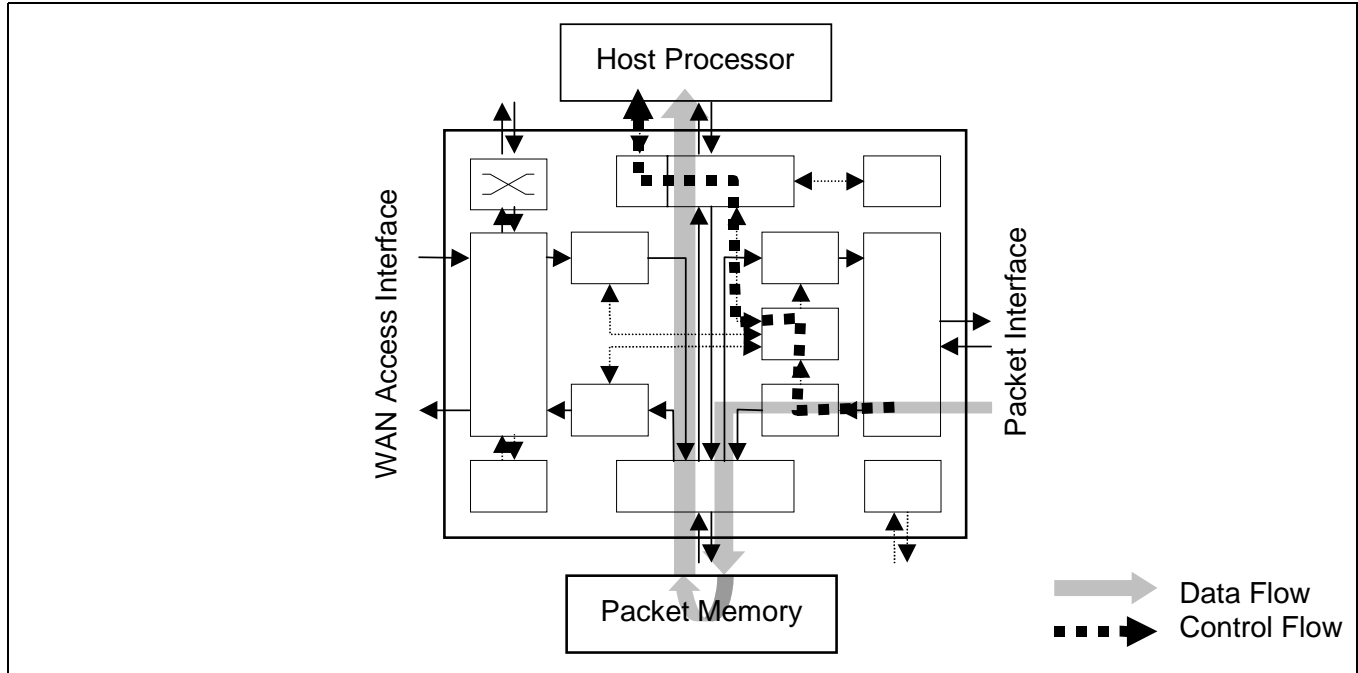 Host Processor
WAN Access Interface
Packet Interface
Packet Memory
Data Flow
Control Flow